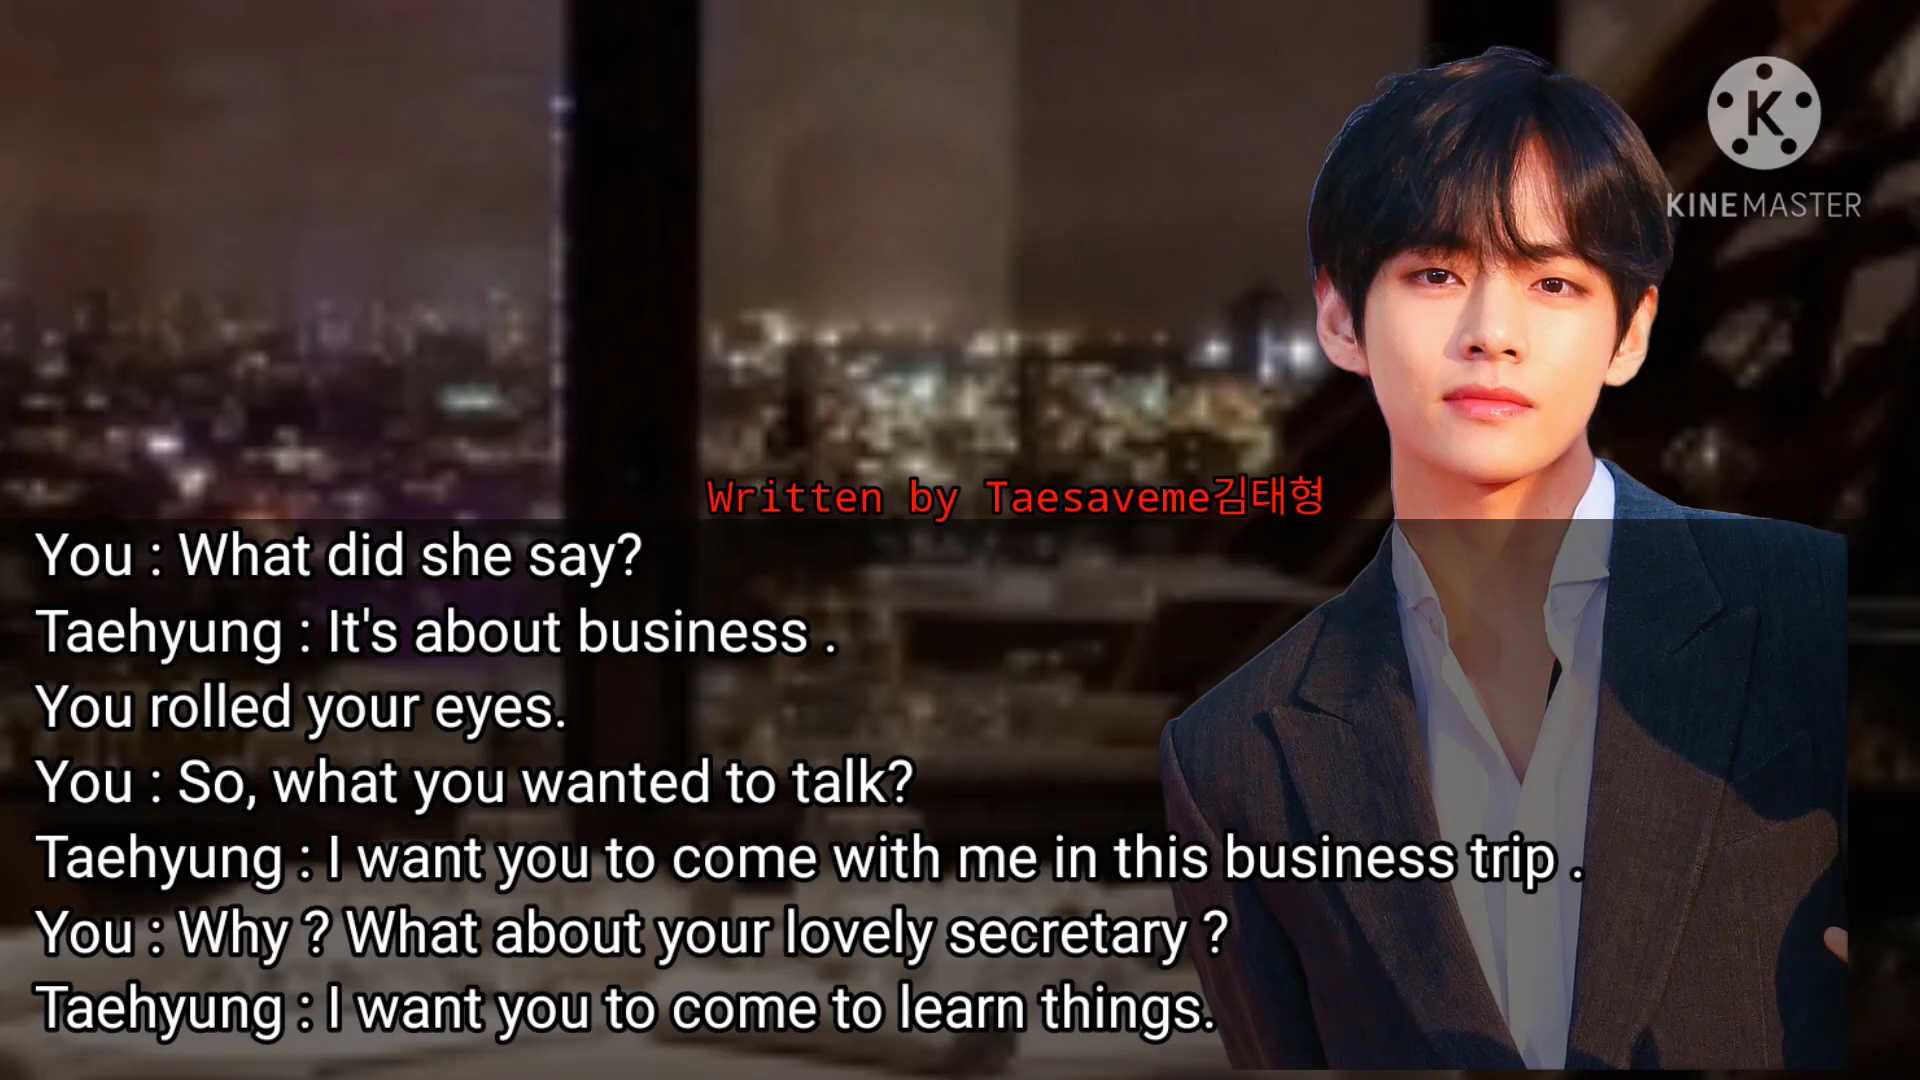 K
KINEMASTER
Written by Taesaveme김태형
You : What did she say?
Taehyung : It's about business .
You rolled your eyes.
You : So, what you wanted to talk?
Taehyung : I want you to come with me in this business trip .
You : Why ? What about your lovely secretary ?
Taehyung : I want you to come to learn things.